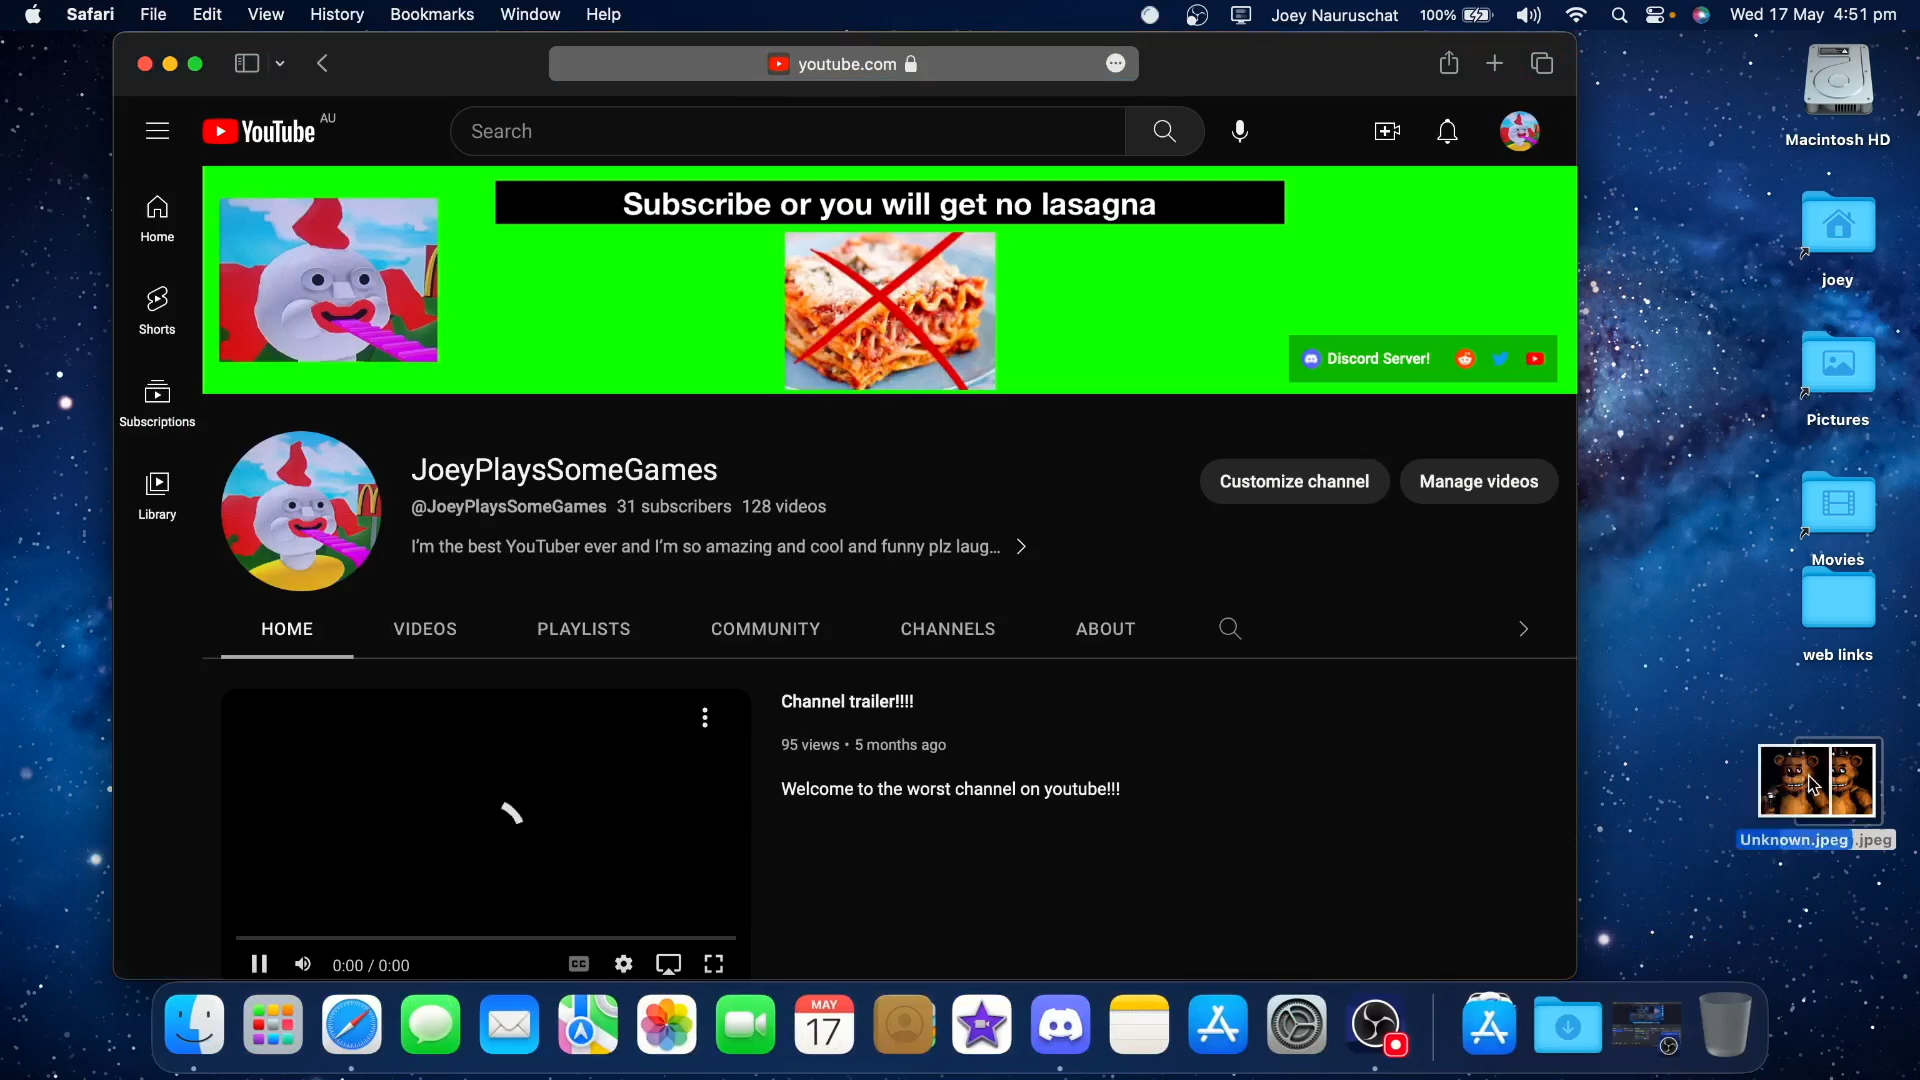 Safari File Edit View History Bookmarks Window Help Joey Nauruschat 100% Wed 17 May 4:51 pm
youtube.com
YouTube AU
Search
Home
Shorts
Subscriptions
Library
Subscribe or you will get no lasagna
Discord Server!
JoeyPlaysSomeGames
@JoeyPlaysSomeGames 31 subscribers 128 videos
I'm the best YouTuber ever and I'm so amazing and cool and funny plz laug...
Customize channel Manage videos
HOME VIDEOS PLAYLISTS COMMUNITY CHANNELS ABOUT
Channel trailer!!!!
95 views • 5 months ago
Welcome to the worst channel on youtube!!!
0:00 / 0:00 CC
Macintosh HD
joey
Pictures
Movies
web links
Unknown.jpeg .jpeg
MAY
17